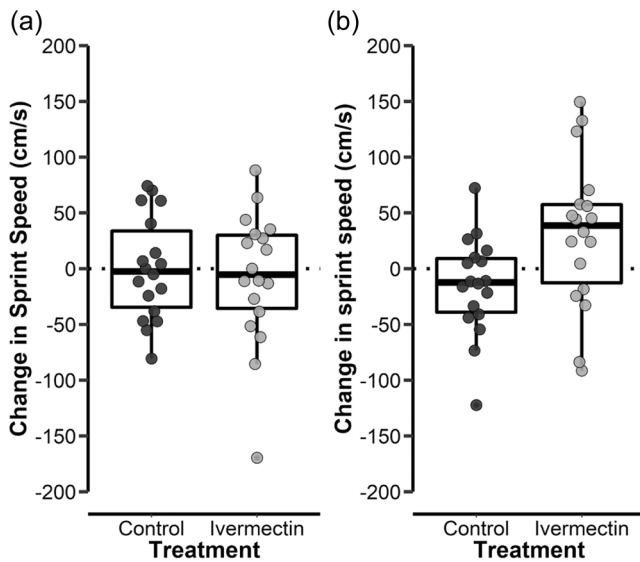 (a)
Change in Sprint Speed (cm/s)
200
150
100
50
0
-50
-100
-150
-200
Control Ivermectin
Treatment
(b)
Change in sprint speed (cm/s)
200
150
100
50
0
-50
-100
-150
-200
Control Ivermectin
Treatment